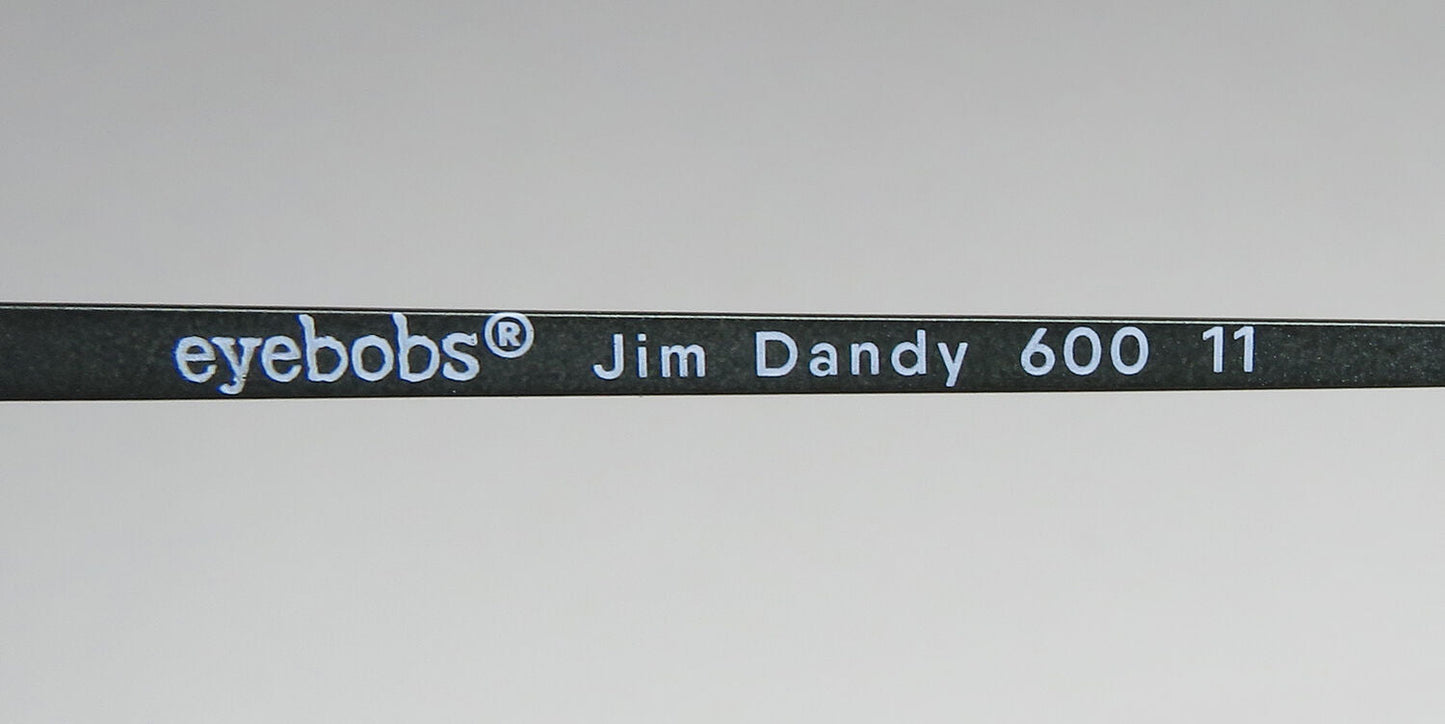 eyebobs® Jim Dandy 600 11